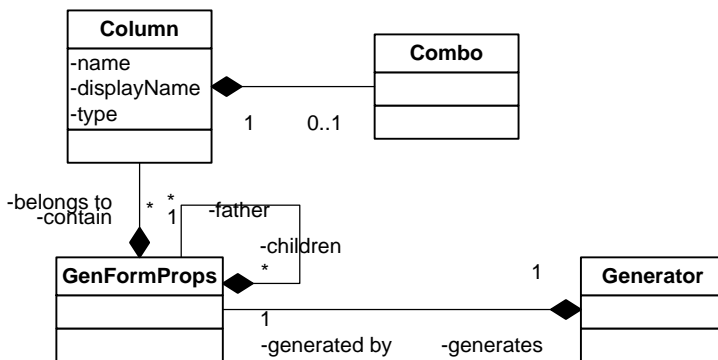 Column
-name
-displayName
-type
Combo
1 0..1
-belongs to
-contain
* *
1
-father
-children
*
GenFormProps
1
Generator
1
-generated by -generates